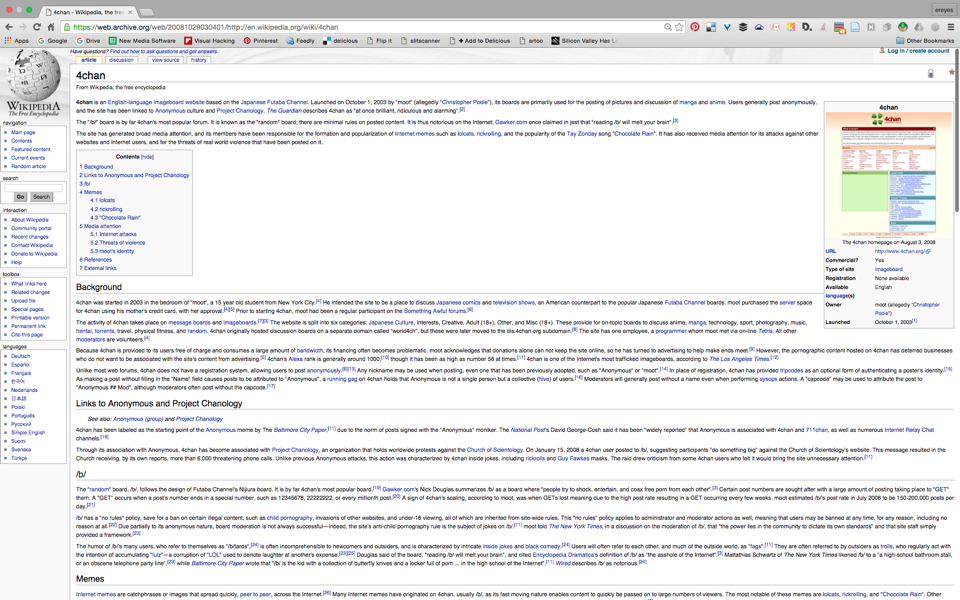 4chan - Wikipedia, the fre
ereyes
https://web.archive.org/web/20081029030401/http://en.wikipedia.org/wiki/4chan
Apps Google Drive New Media Software Visual Hacking Pinterest Feedly delicious Flip it slitscanner + Add to Delicious artoo Silicon Valley Has L Other Bookmarks
Have questions? Find out how to ask questions and get answers.
Log in / create account
article discussion view source history
4chan
From Wikipedia, the free encyclopedia
4chan is an English-language imageboard website based on the Japanese Futaba Channel. Launched on October 1, 2003 by "moot" (allegedly "Christopher Poole"), its boards are primarily used for the posting of pictures and discussion of manga and anime. Users generally post anonymously,
and the site has been linked to Anonymous culture and Project Chanology. The Guardian describes 4chan as "at once brilliant, ridiculous and alarming".[2]
The "/b/" board is by far 4chan's most popular forum. It is known as the "random" board; there are minimal rules on posted content. It is thus notorious on the Internet; Gawker.com once claimed in jest that "reading /b/ will melt your brain".[3]
The site has generated broad media attention, and its members have been responsible for the formation and popularization of Internet memes such as lolcats, rickrolling, and the popularity of the Tay Zonday song "Chocolate Rain". It has also received media attention for its attacks against other
websites and Internet users, and for the threats of real world violence that have been posted on it.
Contents [hide]
1 Background
2 Links to Anonymous and Project Chanology
3 /b/
4 Memes
4.1 lolcats
4.2 rickrolling
4.3 "Chocolate Rain"
5 Media attention
5.1 Internet attacks
5.2 Threats of violence
5.3 moot's identity
6 References
7 External links
4chan
4chan
The 4chan homepage on August 3, 2008
URL http://www.4chan.org/
Commercial? Yes
Type of site Imageboard
Registration None available
Available English
language(s)
Owner moot (allegedly "Christopher
Poole")
Launched October 1, 2003[1]
WIKIPEDIA
The Free Encyclopedia
navigation
Main page
Contents
Featured content
Current events
Random article
search
Go Search
interaction
About Wikipedia
Community portal
Recent changes
Contact Wikipedia
Donate to Wikipedia
Help
toolbox
What links here
Related changes
Upload file
Special pages
Printable version
Permanent link
Cite this page
languages
Deutsch
Español
Français
한국어
Nederlands
日本語
Polski
Português
Русский
Simple English
Suomi
Svenska
Türkçe
Background
4chan was started in 2003 in the bedroom of "moot", a 15 year old student from New York City.[4] He intended the site to be a place to discuss Japanese comics and television shows, an American counterpart to the popular Japanese Futaba Channel boards. moot purchased the server space
for 4chan using his mother's credit card, with her approval.[4][5] Prior to starting 4chan, moot had been a regular participant on the Something Awful forums.[6]
The activity of 4chan takes place on message boards and imageboards.[7][3] The website is split into six categories: Japanese Culture, Interests, Creative, Adult (18+), Other, and Misc (18+). These provide for on-topic boards to discuss anime, manga, technology, sport, photography, music,
hentai, torrents, travel, physical fitness, and random. 4chan originally hosted discussion boards on a separate domain called "world4ch", but these were later moved to the dis.4chan.org subdomain.[8] The site has one employee, a programmer whom moot met via on-line Tetris. All other
moderators are volunteers.[4]
Because 4chan is provided to its users free of charge and consumes a large amount of bandwidth, its financing often becomes problematic. moot acknowledges that donations alone can not keep the site online, so he has turned to advertising to help make ends meet.[9] However, the pornographic content hosted on 4chan has deterred businesses
who do not want to be associated with the site's content from advertising.[6] 4chan's Alexa rank is generally around 1000,[10] though it has been as high as number 56 at times.[11] 4chan is one of the Internet's most trafficked imageboards, according to The Los Angeles Times.[12]
Unlike most web forums, 4chan does not have a registration system, allowing users to post anonymously.[6][13] Any nickname may be used when posting, even one that has been previously adopted, such as "Anonymous" or "moot".[14] In place of registration, 4chan has provided tripcodes as an optional form of authenticating a poster's identity.[15]
As making a post without filling in the "Name" field causes posts to be attributed to "Anonymous", a running gag on 4chan holds that Anonymous is not a single person but a collective (hive) of users.[16] Moderators will generally post without a name even when performing sysops actions. A "capcode" may be used to attribute the post to
"Anonymous ## Mod", although moderators often post without the capcode.[17]
Links to Anonymous and Project Chanology
See also: Anonymous (group) and Project Chanology
4chan has been labeled as the starting point of the Anonymous meme by The Baltimore City Paper,[11] due to the norm of posts signed with the "Anonymous" moniker. The National Post's David George-Cosh said it has been "widely reported" that Anonymous is associated with 4chan and 711chan, as well as numerous Internet Relay Chat
channels.[18]
Through its association with Anonymous, 4chan has become associated with Project Chanology, an organization that holds worldwide protests against the Church of Scientology. On January 15, 2008 a 4chan user posted to /b/, suggesting participants "do something big" against the Church of Scientology's website. This message resulted in the
Church receiving, by its own reports, more than 6,000 threatening phone calls. Unlike previous Anonymous attacks, this action was characterized by 4chan inside jokes, including rickrolls and Guy Fawkes masks. The raid drew criticism from some 4chan users who felt it would bring the site unnecessary attention.[11]
/b/
The "random" board, /b/, follows the design of Futaba Channel's Nijiura board. It is by far 4chan's most popular board.[19] Gawker.com's Nick Douglas summarizes /b/ as a board where "people try to shock, entertain, and coax free porn from each other".[3] Certain post numbers are sought after with a large amount of posting taking place to "GET"
them. A "GET" occurs when a post's number ends in a special number, such as 12345678, 22222222, or every millionth post.[20] A sign of 4chan's scaling, according to moot, was when GETs lost meaning due to the high post rate resulting in a GET occurring every few weeks. moot estimated /b/'s post rate in July 2008 to be 150-200,000 posts per
day.[21]
/b/ has a "no rules" policy, save for a ban on certain illegal content, such as child pornography, invasions of other websites, and under-18 viewing, all of which are inherited from site-wide rules. This "no rules" policy applies to administrator and moderator actions as well, meaning that users may be banned at any time, for any reason, including no
reason at all.[22] Due partially to its anonymous nature, board moderation is not always successful—indeed, the site's anti-child pornography rule is the subject of jokes on /b/.[11] moot told The New York Times, in a discussion on the moderation of /b/, that "the power lies in the community to dictate its own standards" and that site staff simply
provided a framework.[23]
The humor of /b/'s many users, who refer to themselves as "/b/tards",[24] is often incomprehensible to newcomers and outsiders, and is characterized by intricate inside jokes and black comedy.[24] Users will often refer to each other, and much of the outside world, as "fags".[11] They are often referred to by outsiders as trolls, who regularly act with
the intention of accumulating "lulz"—a corruption of "LOL" used to denote laughter at another's expense.[23][25] Douglas said of the board, "reading /b/ will melt your brain", and cited Encyclopedia Dramatica's definition of /b/ as "the asshole of the Internet".[3] Matthias Schwartz of The New York Times likened /b/ to a "a high-school bathroom stall,
or an obscene telephone party line",[23] while Baltimore City Paper wrote that "/b/ is the kid with a collection of butterfly knives and a locker full of porn ... in the high school of the Internet".[11] Wired describes /b/ as notorious.[24]
Memes
Internet memes are catchphrases or images that spread quickly, peer to peer, across the Internet.[26] Many Internet memes have originated on 4chan, usually /b/, as its fast moving nature enables content to quickly be passed on to large numbers of viewers. The most notable of these memes are lolcats, rickrolling, and "Chocolate Rain". Other